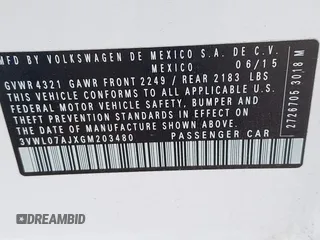 MFD BY VOLKSWAGEN DE MEXICO S.A. DE C.V.
MEXICO 06/15
GVWR 4321 GAWR FRONT 2249 / REAR 2183 LBS
THIS VEHICLE CONFORMS TO ALL APPLICABLE
FEDERAL MOTOR VEHICLE SAFETY, BUMPER AND
THEFT PREVENTION STANDARDS IN EFFECT ON
THE DATE OF MANUFACTURE SHOWN ABOVE.
3VWL07AJXGM203480 PASSENGER CAR
2726705 3018 M
DREAMBID